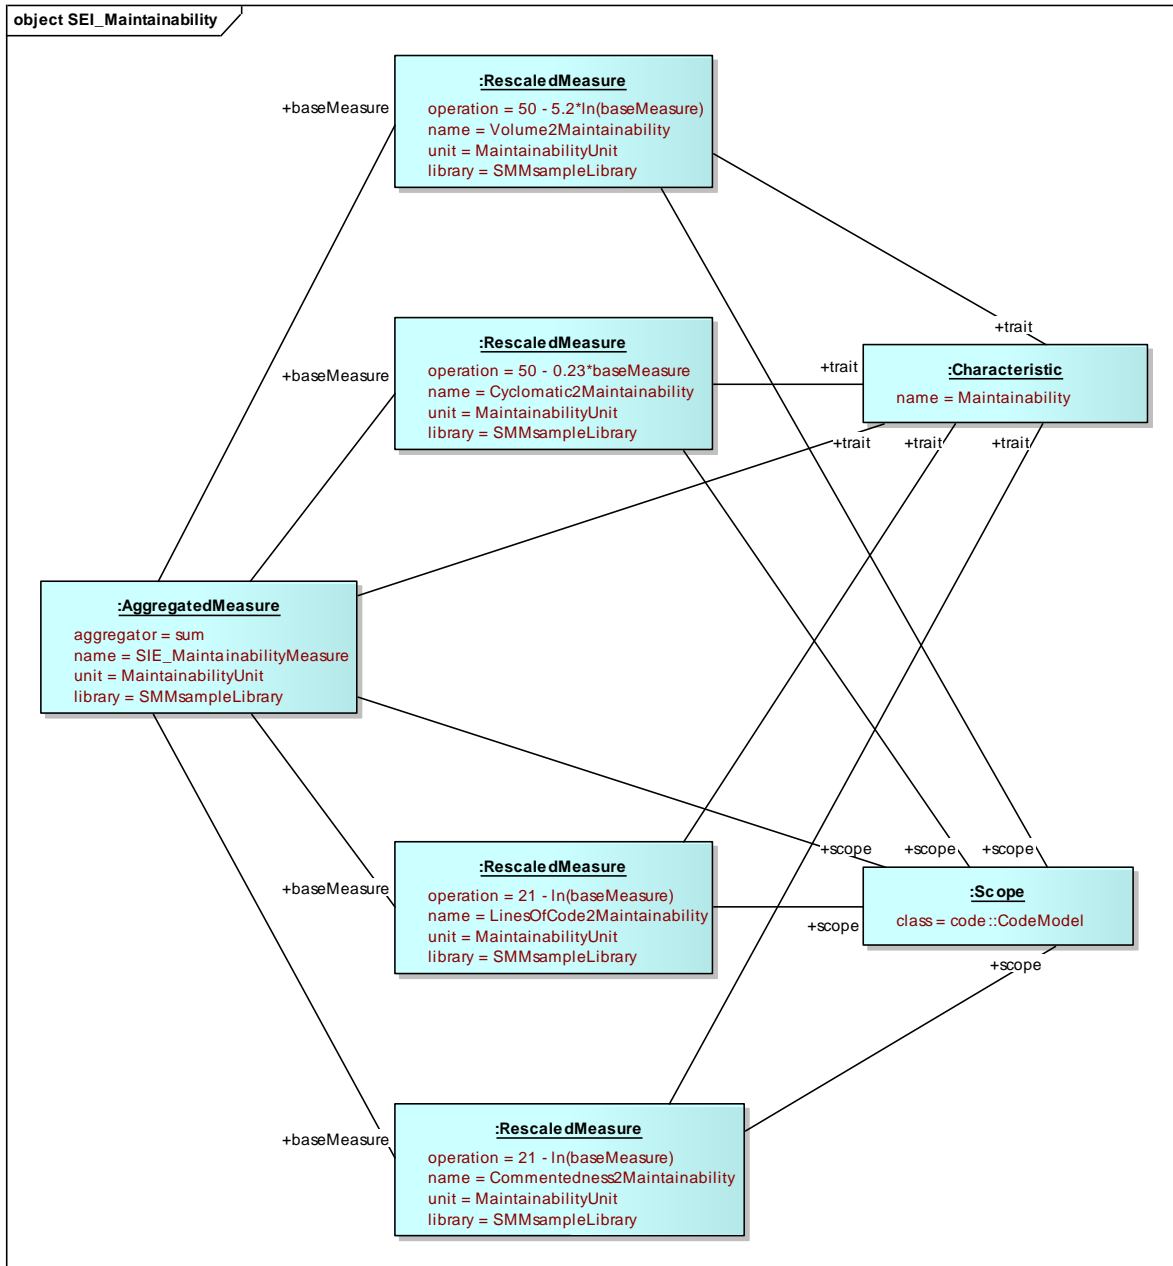 object SEI_Maintainability
:RescaledMeasure
operation = 50 - 5.2*ln(baseMeasure)
name = Volume2Maintainability
unit = MaintainabilityUnit
library = SMMsampleLibrary
+baseMeasure
+trait
:RescaledMeasure
operation = 50 - 0.23*baseMeasure
name = Cyclomatic2Maintainability
unit = MaintainabilityUnit
library = SMMsampleLibrary
+baseMeasure
+trait
:Characteristic
name = Maintainability
+trait
+trait
+trait
:AggregatedMeasure
aggregator = sum
name = SIE_MaintainabilityMeasure
unit = MaintainabilityUnit
library = SMMsampleLibrary
+scope
+scope
+scope
:RescaledMeasure
operation = 21 - ln(baseMeasure)
name = LinesOfCode2Maintainability
unit = MaintainabilityUnit
library = SMMsampleLibrary
+baseMeasure
+scope
:Scope
class = code::CodeModel
+scope
:RescaledMeasure
operation = 21 - ln(baseMeasure)
name = Commentedness2Maintainability
unit = MaintainabilityUnit
library = SMMsampleLibrary
+baseMeasure